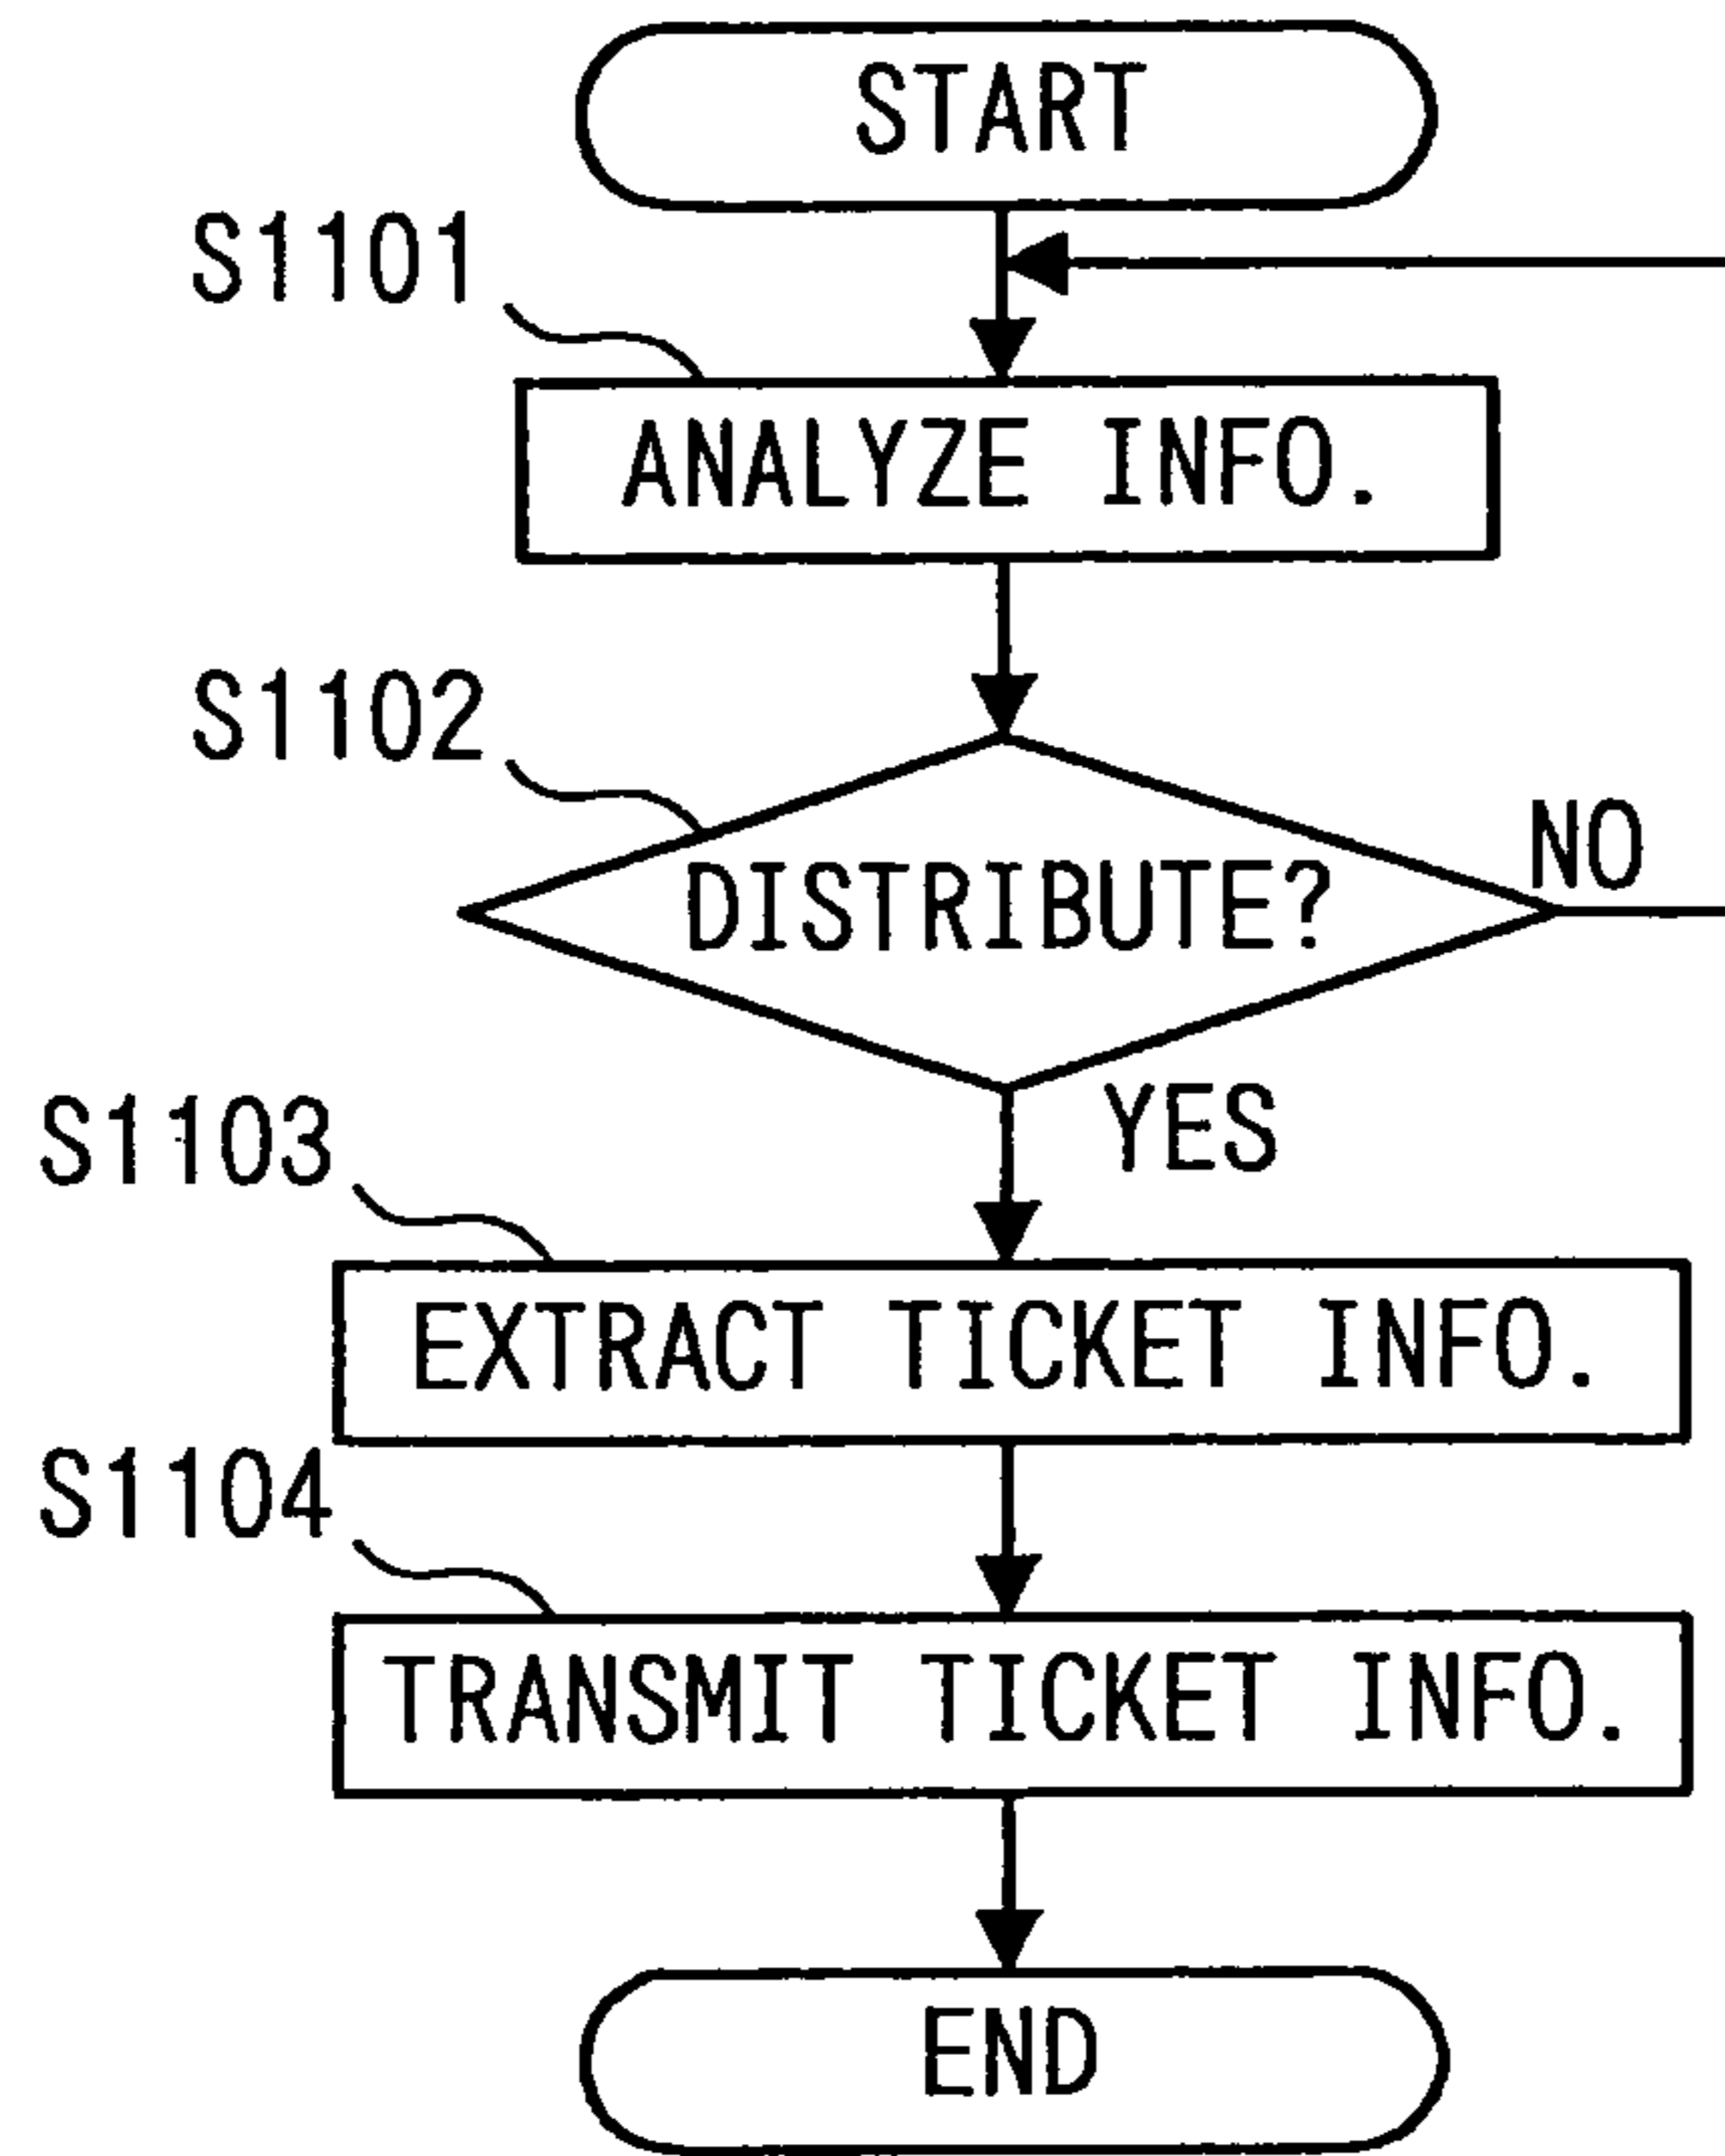 START
S1101
ANALYZE INFO.
S1102
DISTRIBUTE?
NO
YES
S1103
EXTRACT TICKET INFO.
S1104
TRANSMIT TICKET INFO.
END